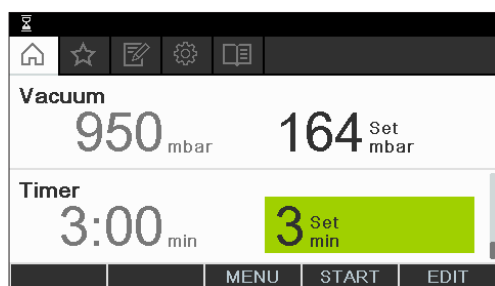 Vacuum
950 mbar 164 Set mbar
Timer
3:00 min 3 Set min
MENU START EDIT